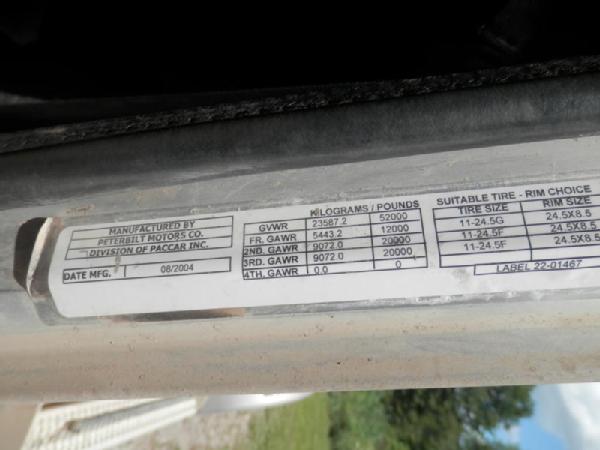 MANUFACTURED BY
PETERBILT MOTORS CO.
DIVISION OF PACCAR INC.
DATE MFG. 08/2004
KILOGRAMS / POUNDS
GVWR 23587.2 52000
FR. GAWR 5443.2 12000
2ND. GAWR 9072.0 20000
3RD. GAWR 9072.0 20000
4TH. GAWR 0.0 0
SUITABLE TIRE - RIM CHOICE
TIRE SIZE RIM SIZE
11-24.5G 24.5X8.5
11-24.5F 24.5X8.5
11-24.5F 24.5X8.5
LABEL 22-01467